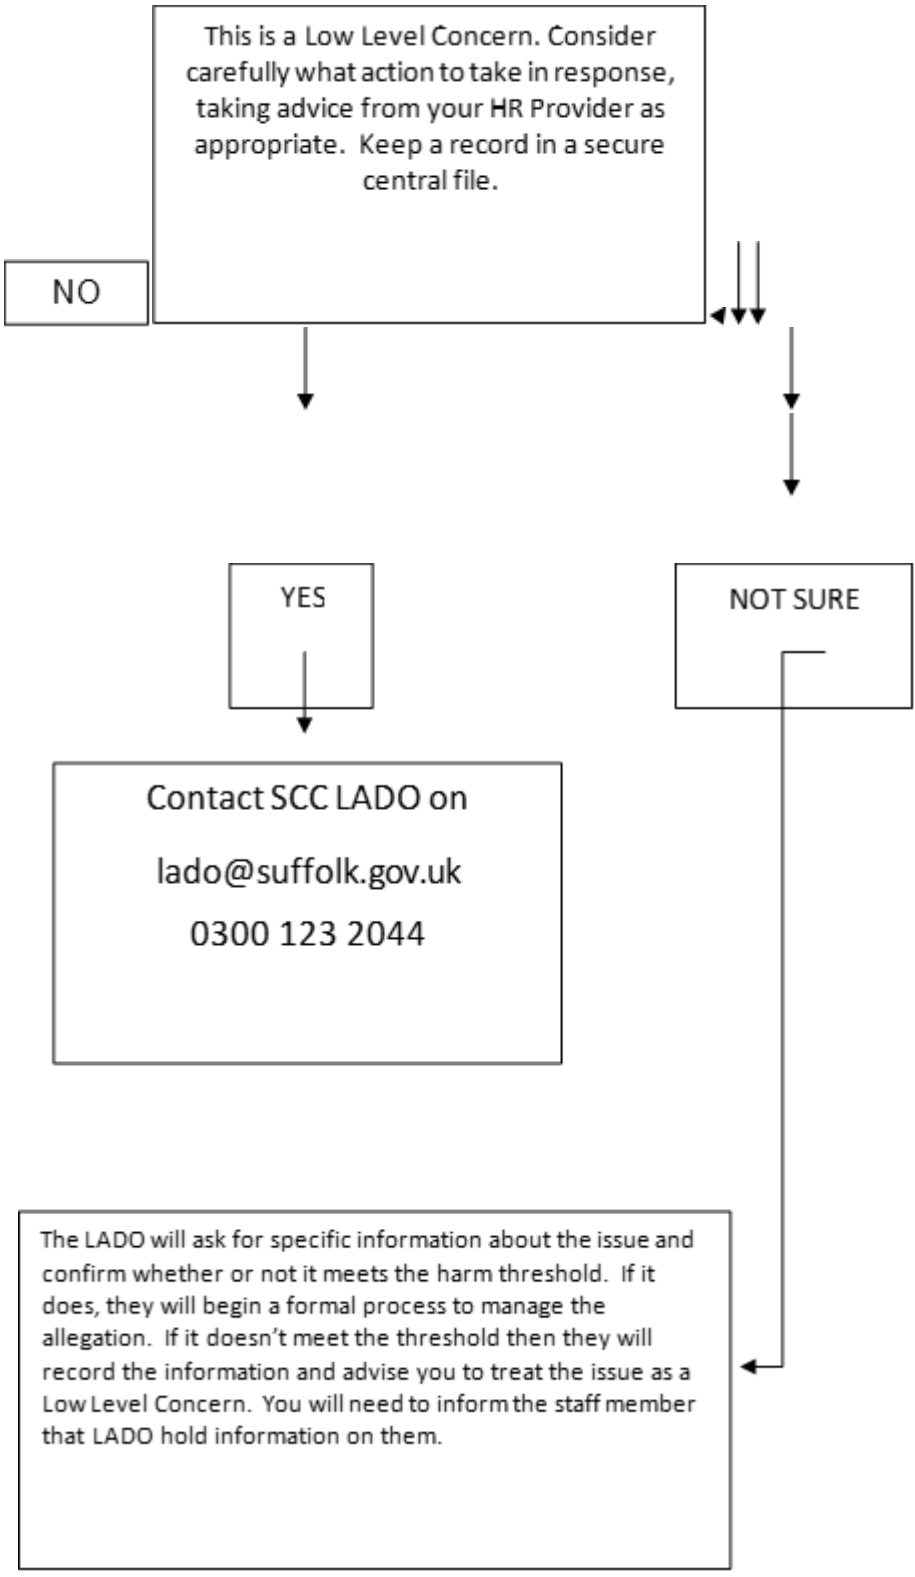 This is a Low Level Concern. Consider
carefully what action to take in response,
taking advice from your HR Provider as
appropriate. Keep a record in a secure
central file.
NO
YES
NOT SURE
Contact SCC LADO on
lado@suffolk.gov.uk
0300 123 2044
The LADO will ask for specific information about the issue and
confirm whether or not it meets the harm threshold. If it
does, they will begin a formal process to manage the
allegation. If it doesn't meet the threshold then they will
record the information and advise you to treat the issue as a
Low Level Concern. You will need to inform the staff member
that LADO hold information on them.